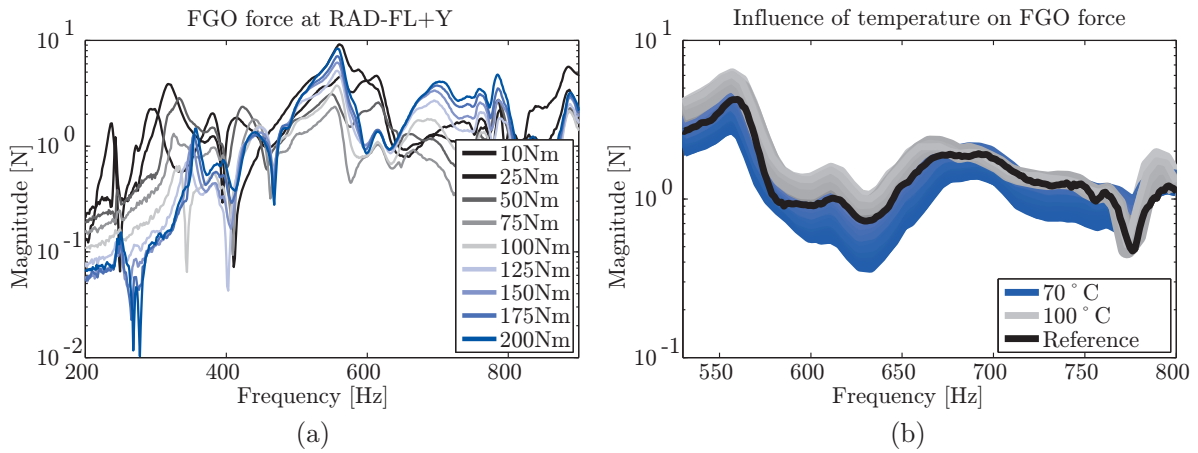 FGO force at RAD-FL+Y
10^1
10^0
10^-1
10^-2
Magnitude [N]
200
400
600
800
Frequency [Hz]
10Nm
25Nm
50Nm
75Nm
100Nm
125Nm
150Nm
175Nm
200Nm
(a)
Influence of temperature on FGO force
10^1
10^0
10^-1
10^-1
Magnitude [N]
550
600
650
700
750
800
Frequency [Hz]
70°C
100°C
Reference
(b)